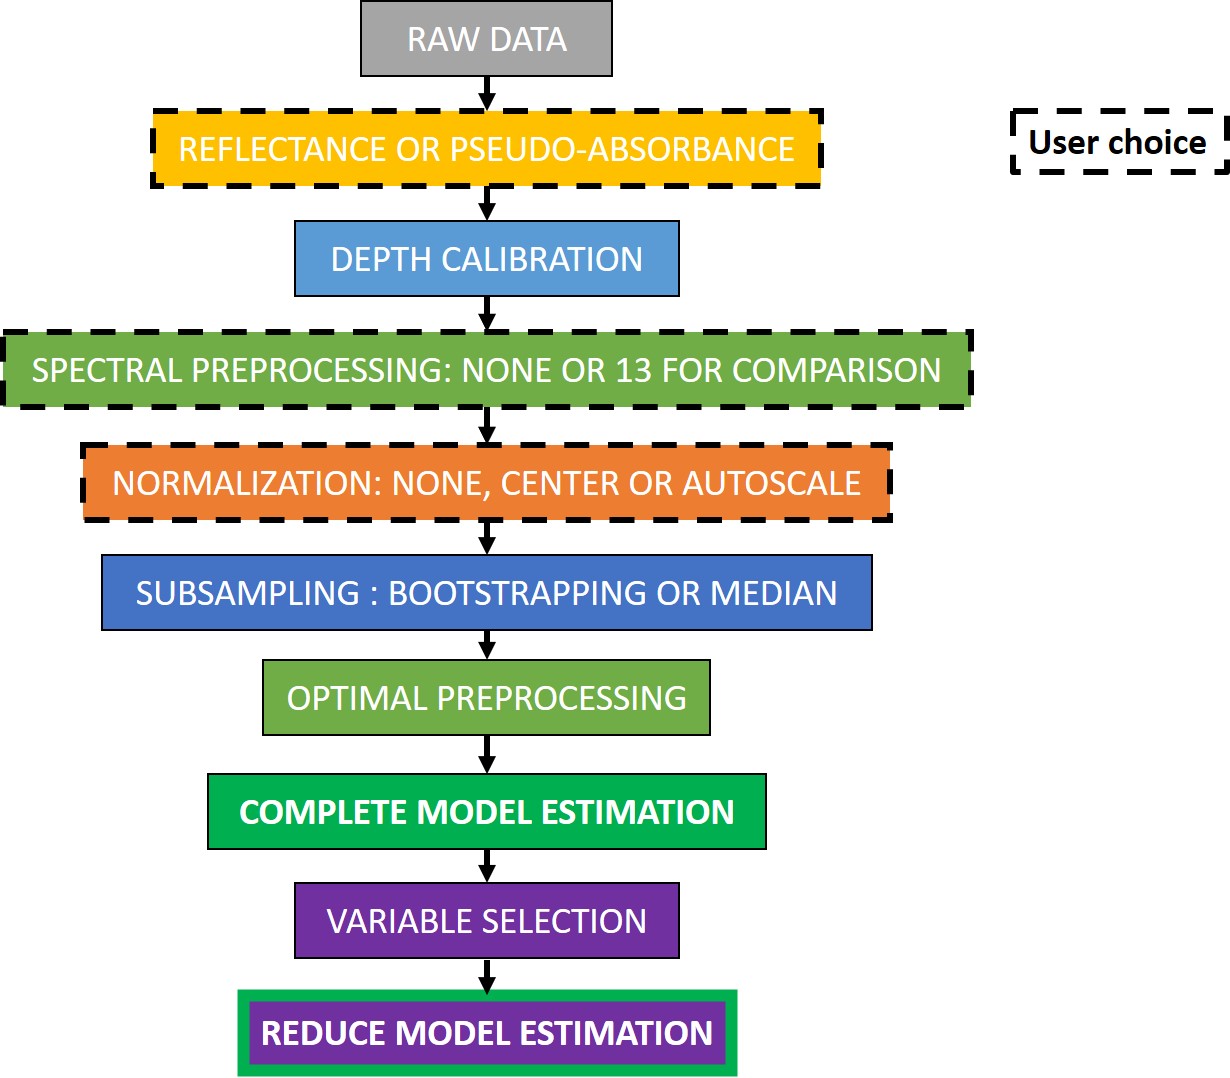 RAW DATA
REFLECTANCE OR PSEUDO-ABSORBANCE
User choice
DEPTH CALIBRATION
SPECTRAL PREPROCESSING: NONE OR 13 FOR COMPARISON
NORMALIZATION: NONE, CENTER OR AUTOSCALE
SUBSAMPLING : BOOTSTRAPPING OR MEDIAN
OPTIMAL PREPROCESSING
COMPLETE MODEL ESTIMATION
VARIABLE SELECTION
REDUCE MODEL ESTIMATION